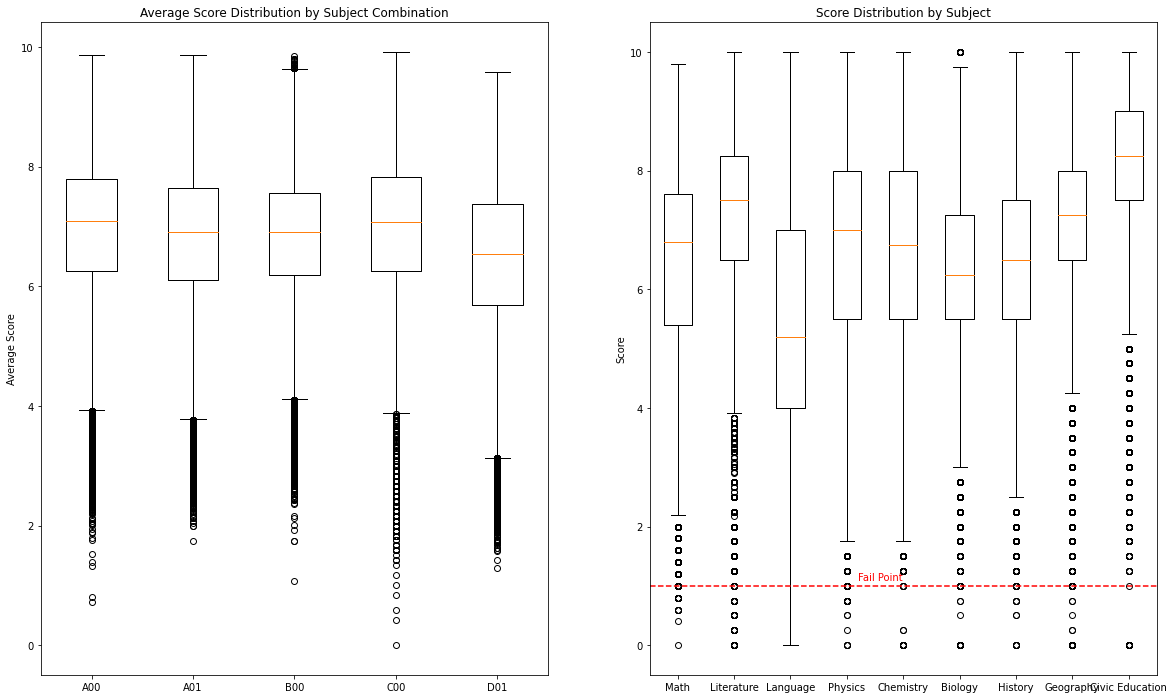 Average Score Distribution by Subject Combination
Average Score
10
8
6
4
2
0
A00 A01 B00 C00 D01
Score Distribution by Subject
Score
10
8
6
4
2
0
Fail Point
Math Literature Language Physics Chemistry Biology History Geography Civic Education